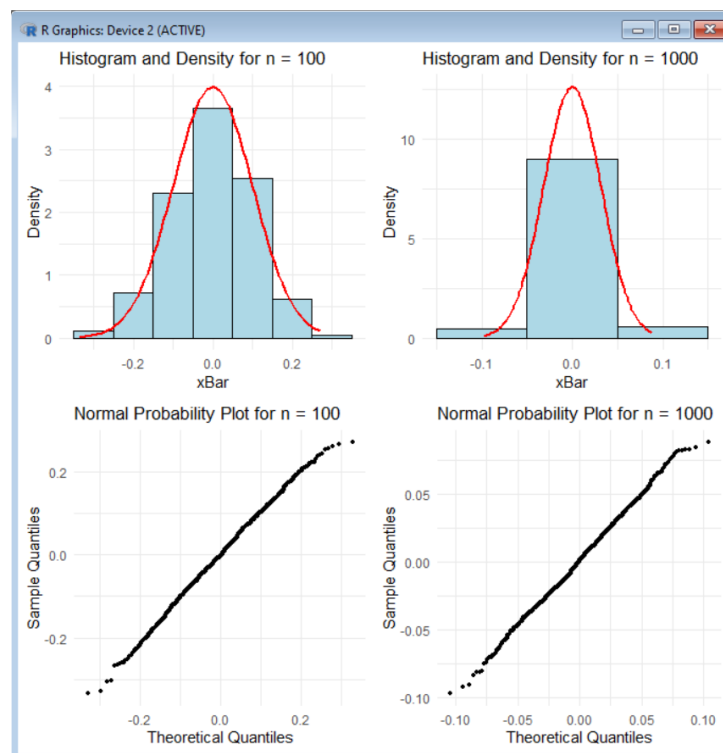 R Graphics: Device 2 (ACTIVE)
Histogram and Density for n = 100
4
3
2
1
0
Density
-0.2
0.0
0.2
xBar
Histogram and Density for n = 1000
10
5
0
Density
-0.1
0.0
0.1
xBar
Normal Probability Plot for n = 100
0.2
0.0
-0.2
Sample Quantiles
-0.2
0.0
0.2
Theoretical Quantiles
Normal Probability Plot for n = 1000
0.05
0.00
-0.05
-0.10
Sample Quantiles
-0.10
-0.05
0.00
0.05
0.10
Theoretical Quantiles